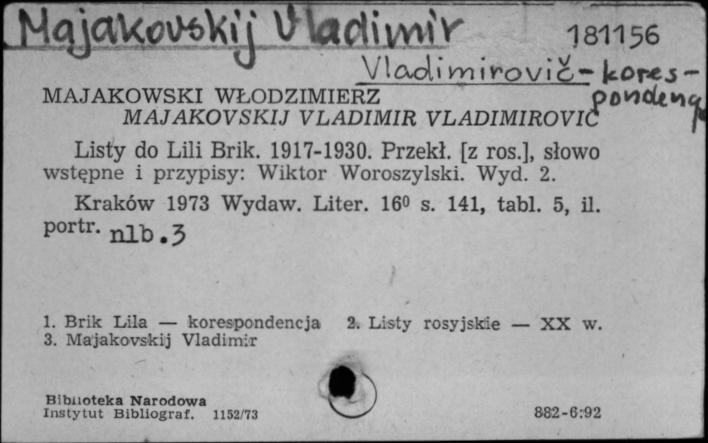 Majakovskij Vladimir
181156
Vladimirovič - kores-
pondencj
MAJAKOWSKI WŁODZIMIERZ
MAJAKOVSKIJ VLADIMIR VLADIMIROVIČ
Listy do Lili Brik. 1917-1930. Przekł. [z ros.], słowo
wstępne i przypisy: Wiktor Woroszylski. Wyd. 2.
Kraków 1973 Wydaw. Liter. 16⁰ s. 141, tabl. 5, il.
portr. nlb. 3
1. Brik Lila — korespondencja 2. Listy rosyjskie — XX w.
3. Majakovskij Vladimir
Biblioteka Narodowa
Instytut Bibliograf. 1152/73
882-6:92